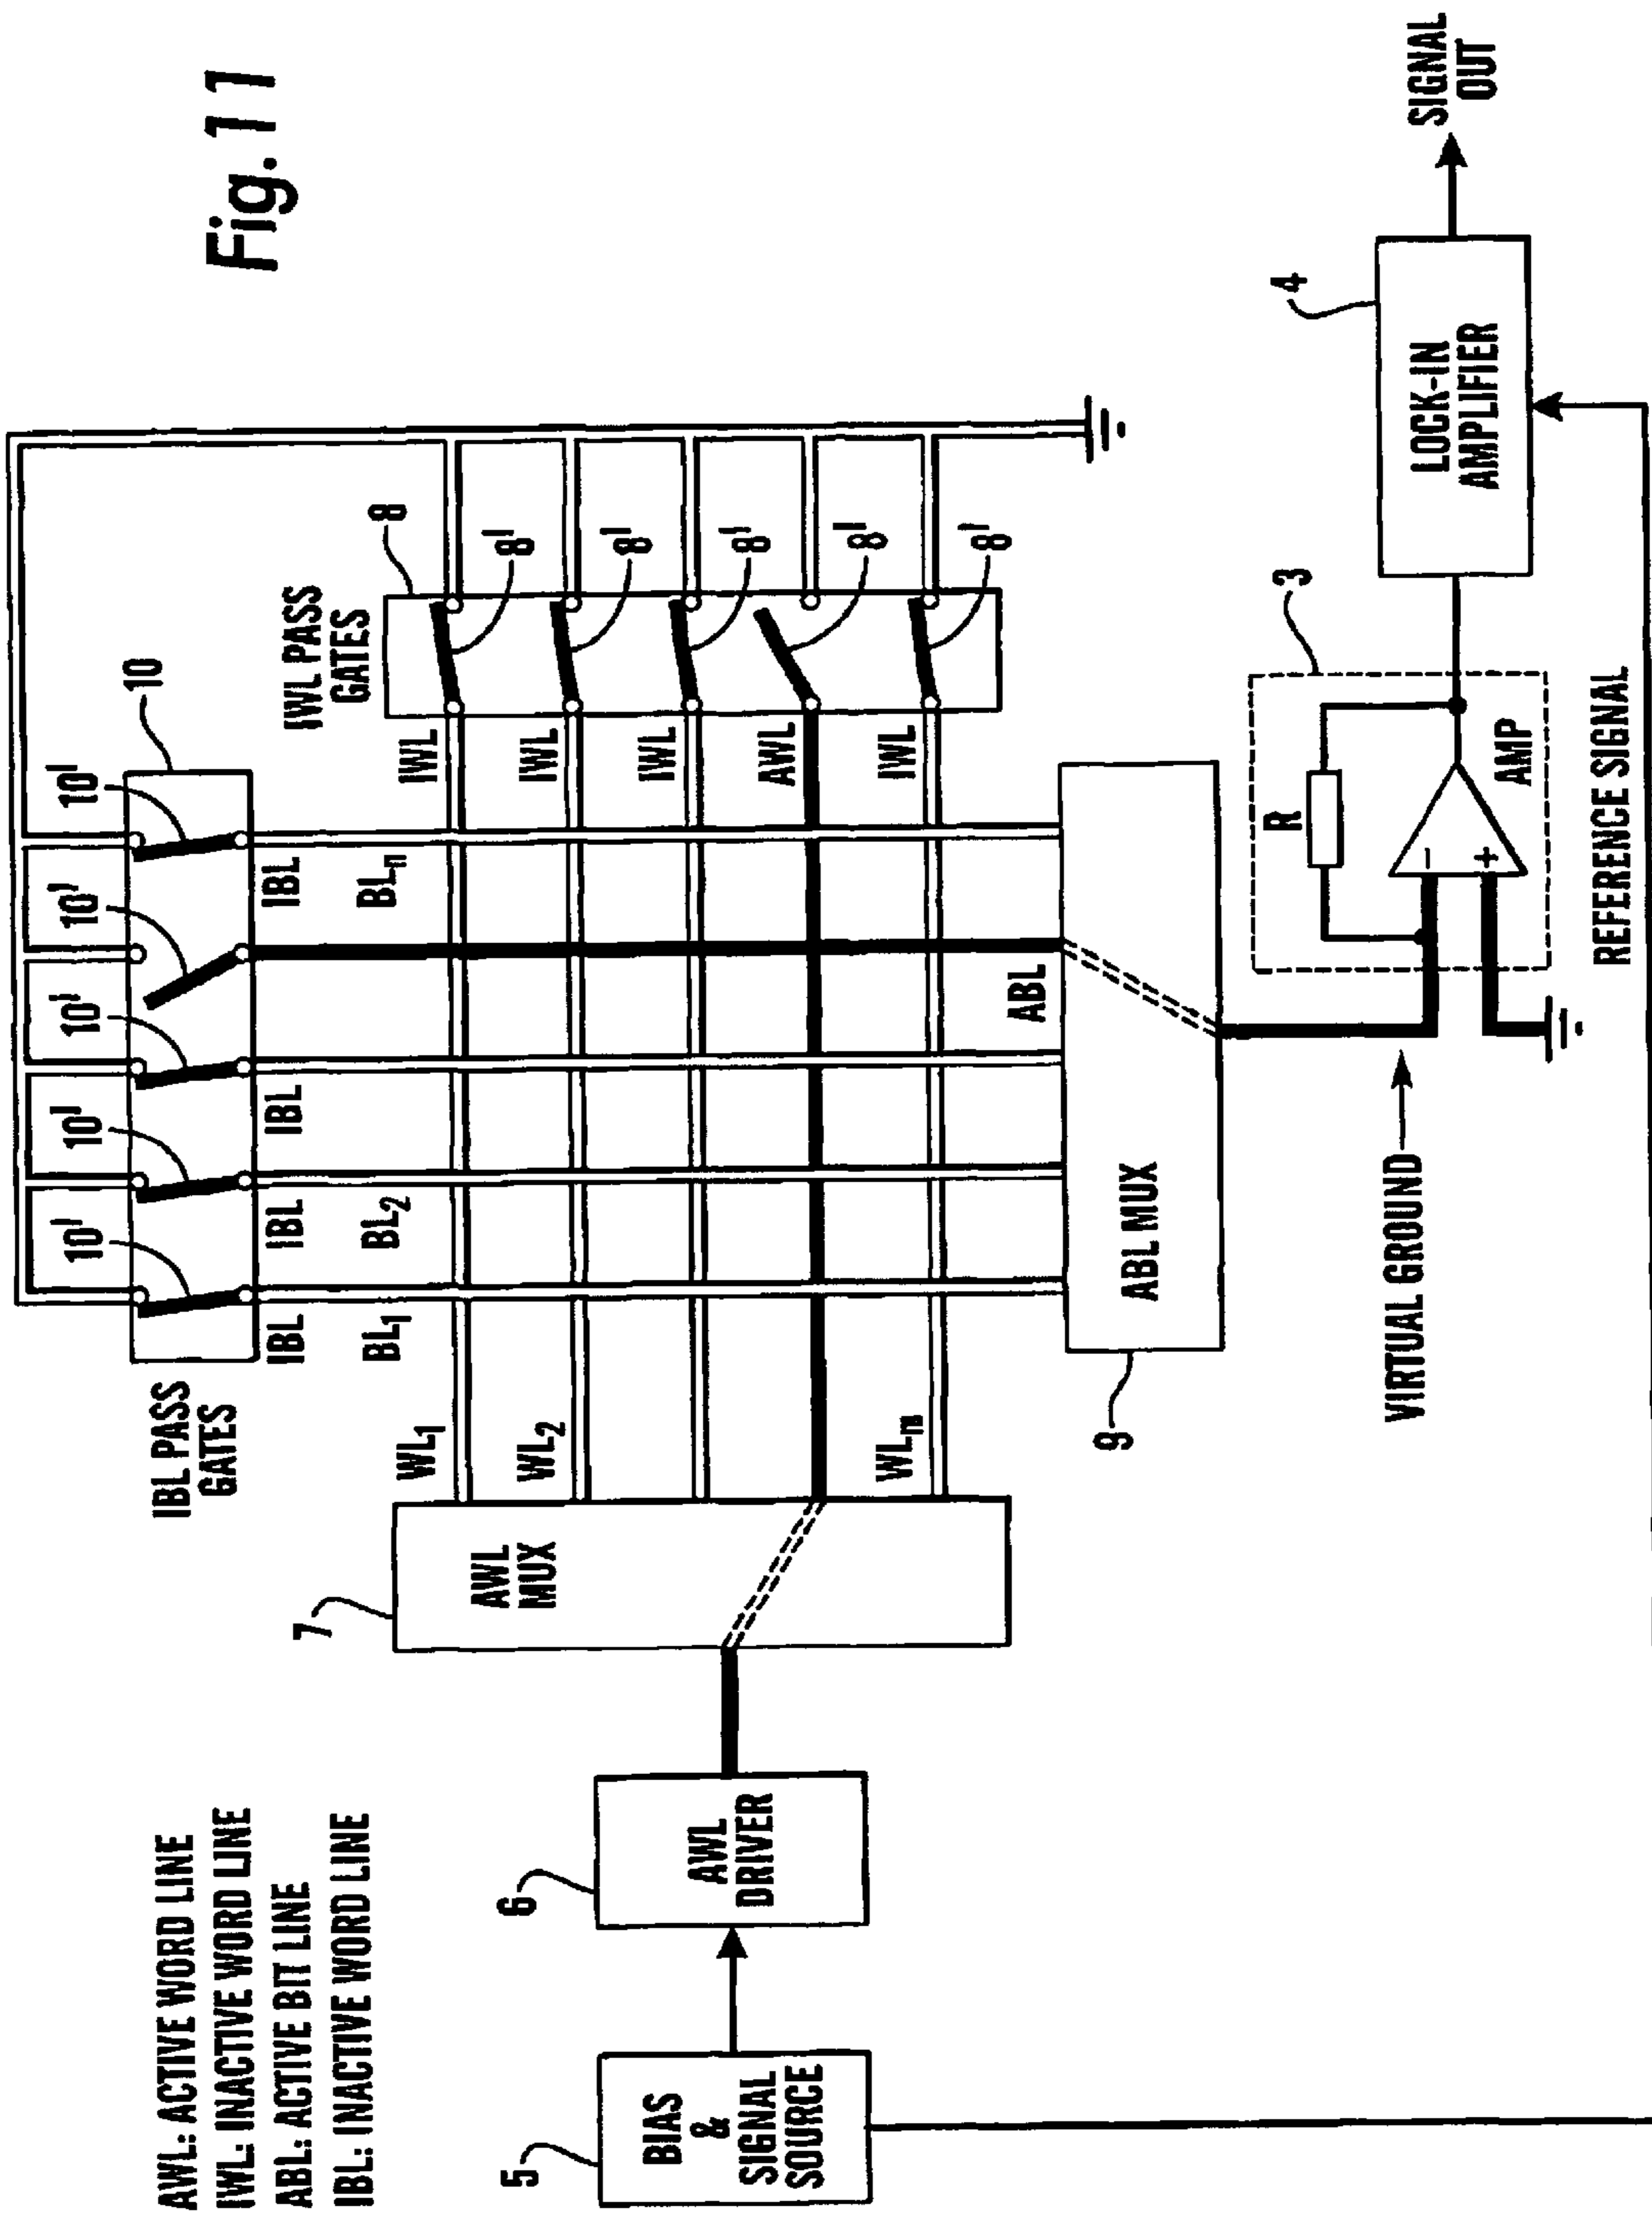 Fig. 11
AWL: ACTIVE WORD LINE
IWL: INACTIVE WORD LINE
ABL: ACTIVE BIT LINE
IBL: INACTIVE WORD LINE
IBL PASS
GATES
10
10'
10'
10'
10'
10'
IBL
IBL
IBL
IBL
BL1
BL2
BLn
IWL PASS
GATES
8
8'
8'
8'
8'
8'
IWL
IWL
IWL
AWL
IWL
WL1
WL2
WLm
7
AWL
MUX
6
AWL
DRIVER
5
BIAS
&
SIGNAL
SOURCE
ABL
9
ABL MUX
VIRTUAL GROUND
3
R
-
+
AMP
4
LOCK-IN
AMPLIFIER
SIGNAL
OUT
REFERENCE SIGNAL